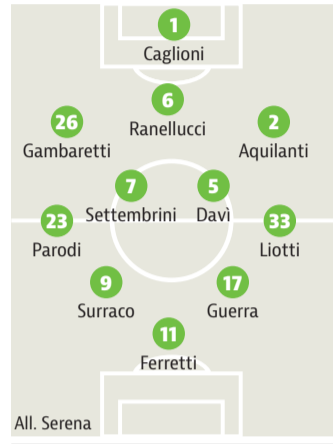 1
Caglioni
6
Ranellucci
26
Gambaretti
2
Aquilanti
7
Settembrini
5
Davì
23
Parodi
33
Liotti
9
Surraco
17
Guerra
11
Ferretti
All. Serena